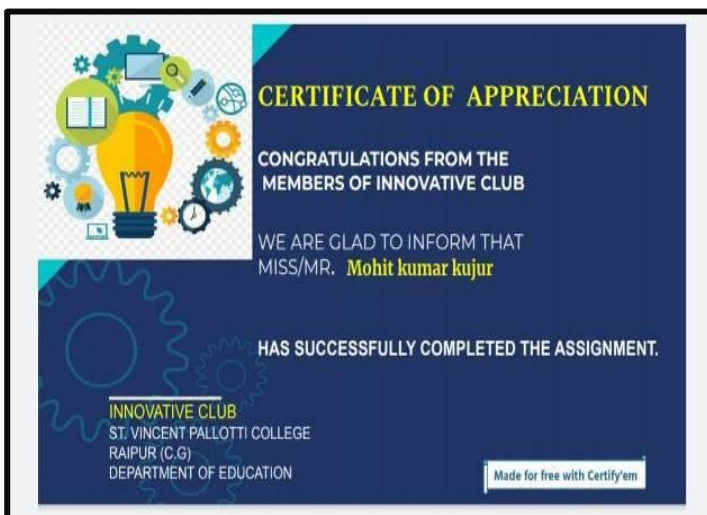 CERTIFICATE OF APPRECIATION
CONGRATULATIONS FROM THE
MEMBERS OF INNOVATIVE CLUB
WE ARE GLAD TO INFORM THAT
MISS/MR. Mohit kumar kujur
HAS SUCCESSFULLY COMPLETED THE ASSIGNMENT.
INNOVATIVE CLUB
ST. VINCENT PALLOTTI COLLEGE
RAIPUR (C.G)
DEPARTMENT OF EDUCATION
Made for free with Certify'em